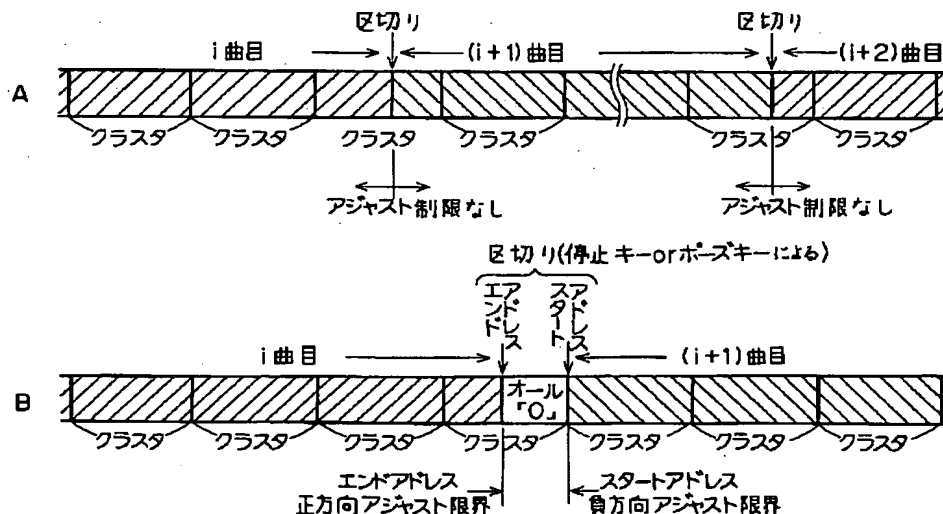 区切り 区切り
i曲目 (i+1)曲目 (i+2)曲目
A
クラスタ クラスタ クラスタ クラスタ クラスタ クラスタ
アジャスト制限なし アジャスト制限なし
区切り(停止キーorポーズキーによる)
エンドアドレス スタートアドレス
i曲目 (i+1)曲目
B
オール
「0」
クラスタ クラスタ クラスタ クラスタ クラスタ クラスタ クラスタ
エンドアドレス スタートアドレス
正方向アジャスト限界 負方向アジャスト限界